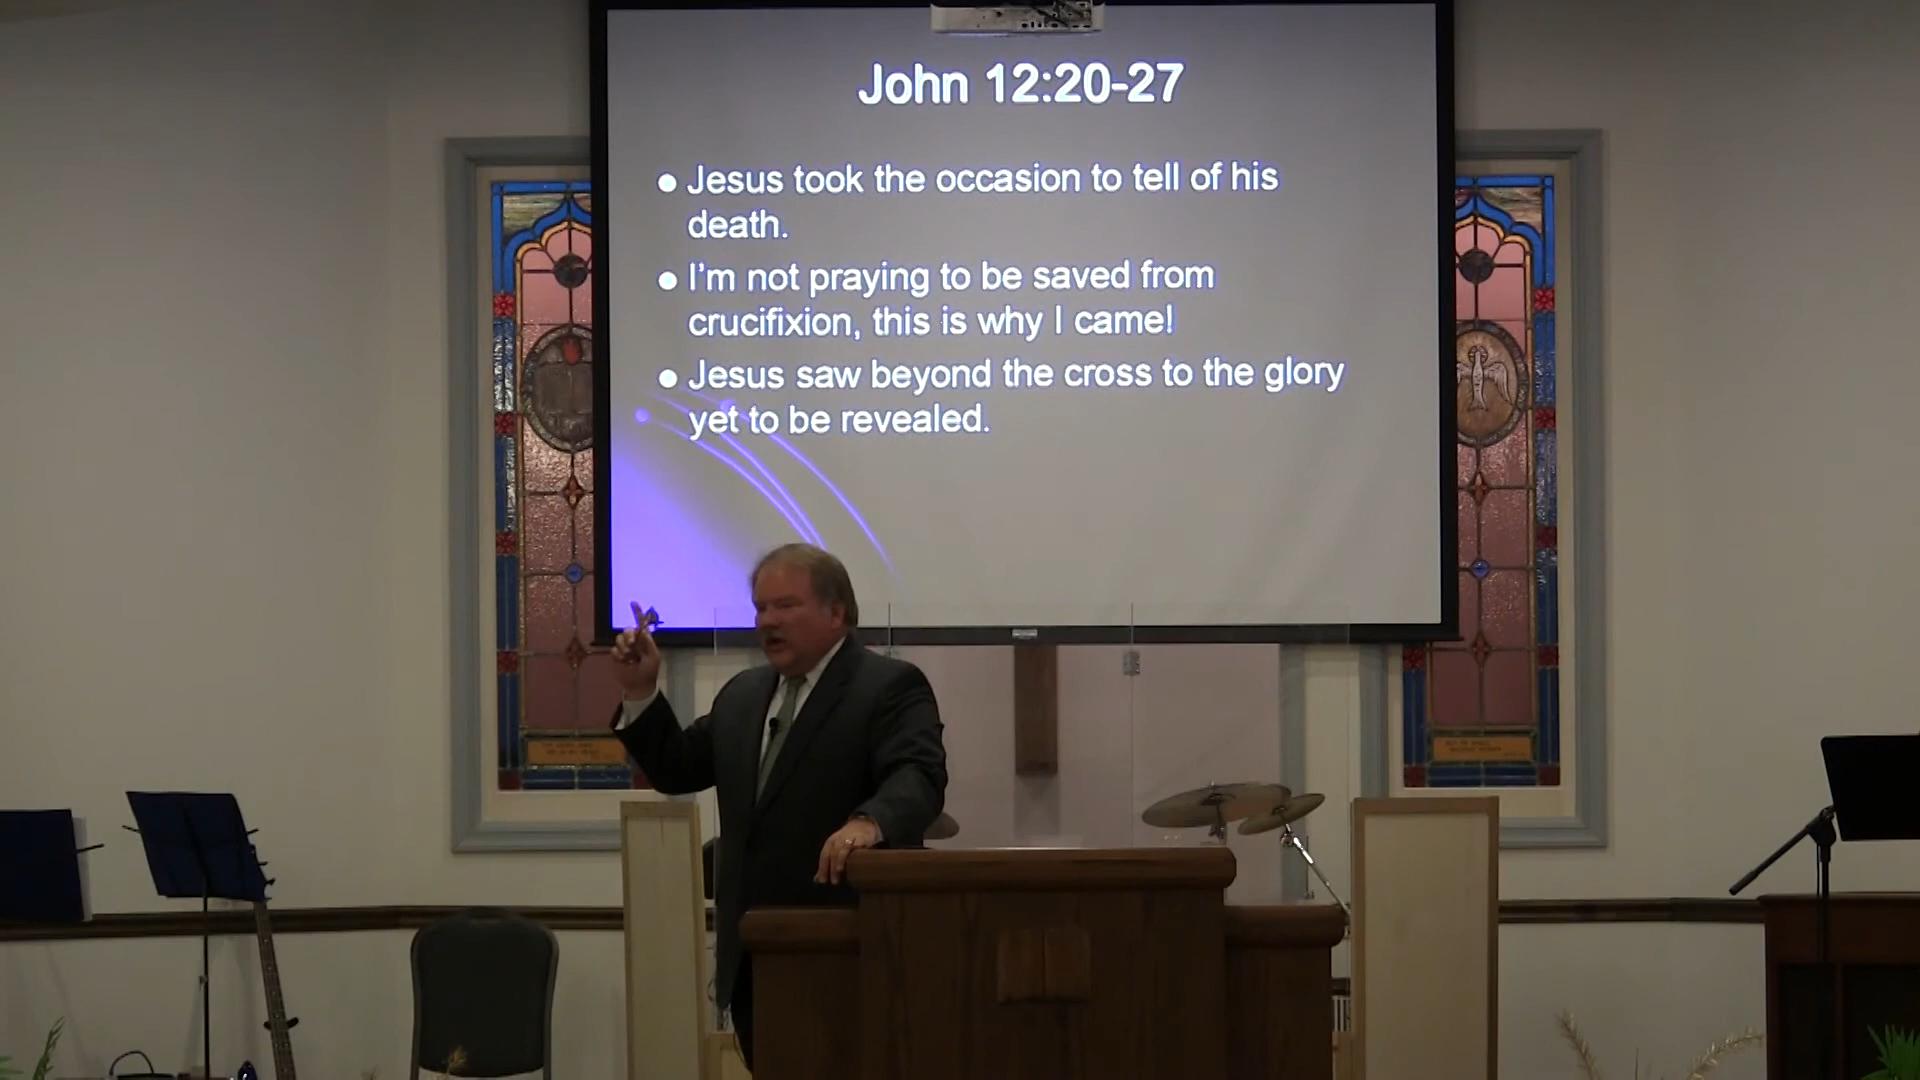 John 12:20-27
● Jesus took the occasion to tell of his
death.
● I'm not praying to be saved from
crucifixion, this is why I came!
● Jesus saw beyond the cross to the glory
yet to be revealed.